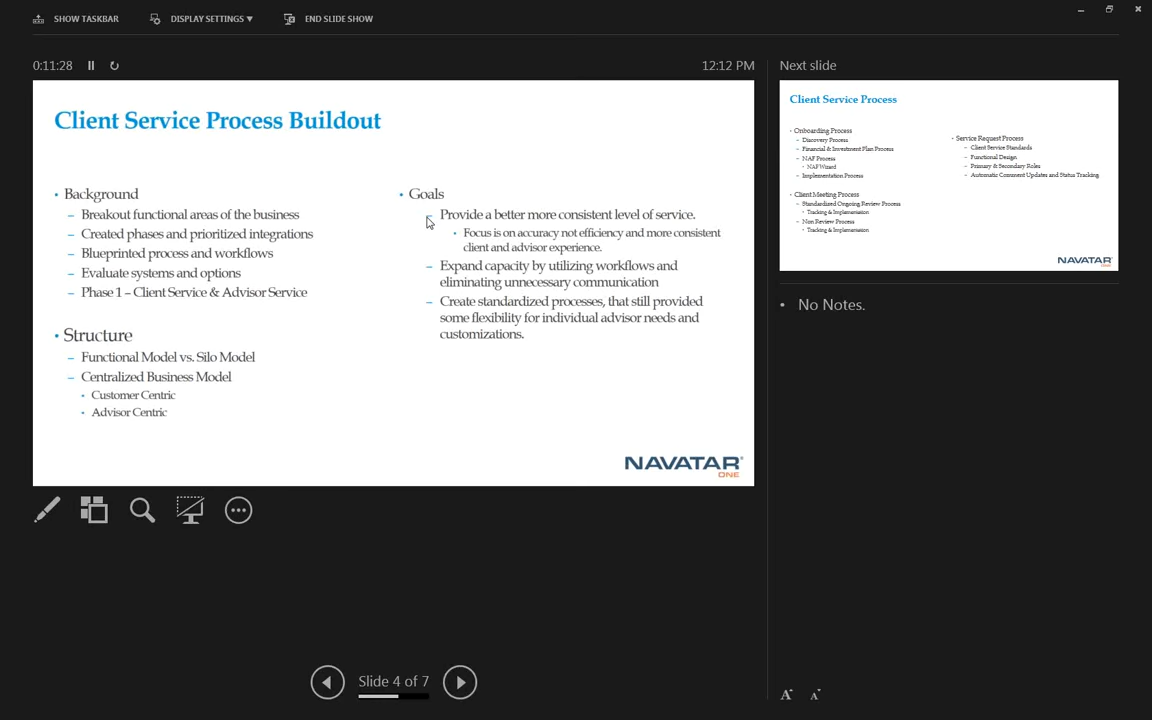 SHOW TASKBAR
DISPLAY SETTINGS ▾
END SLIDE SHOW
0:11:28
12:12 PM
Next slide
Client Service Process Buildout
• Background
– Breakout functional areas of the business
– Created phases and prioritized integrations
– Blueprinted process and workflows
– Evaluate systems and options
– Phase 1 – Client Service & Advisor Service
• Structure
– Functional Model vs. Silo Model
– Centralized Business Model
• Customer Centric
• Advisor Centric
• Goals
– Provide a better more consistent level of service.
• Focus is on accuracy not efficiency and more consistent
client and advisor experience.
– Expand capacity by utilizing workflows and
eliminating unnecessary communication
– Create standardized processes, that still provided
some flexibility for individual advisor needs and
customizations.
NAVATAR®
ONE
Client Service Process
• Onboarding Process
– Discovery Process
– Financial & Investment Plan Process
– NAF Process
• NAF Wizard
– Implementation Process
• Client Meeting Process
– Standardized Ongoing Review Process
• Tracking & Implementation
– Non Review Process
• Tracking & Implementation
• Service Request Process
– Client Service Standards
– Functional Design
– Primary & Secondary Roles
– Automatic Comment Updates and Status Tracking
NAVATAR
ONE
• No Notes.
Slide 4 of 7
A A